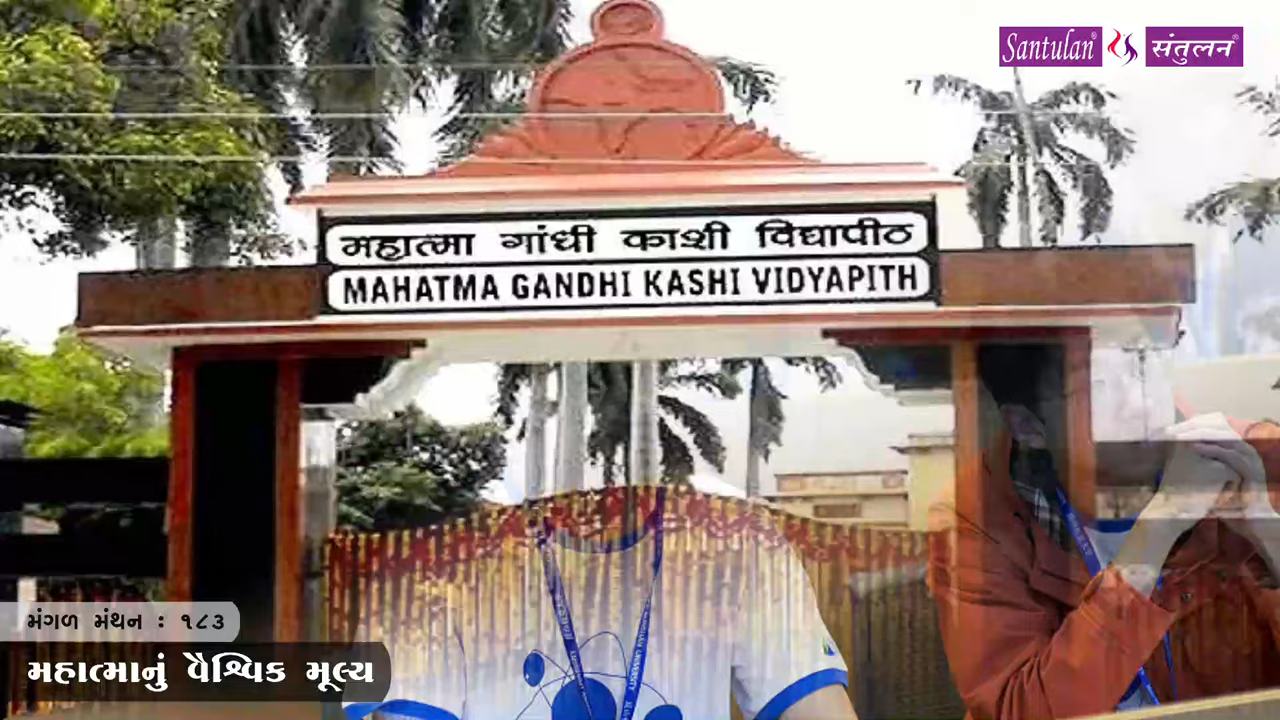 Santulan® संतुलन®
महात्मा गांधी काशी विद्यापीठ
MAHATMA GANDHI KASHI VIDYAPITH
મંગળ મંથન : ૧૮૩
મહાત્માનું વૈશ્વિક મૂલ્ય